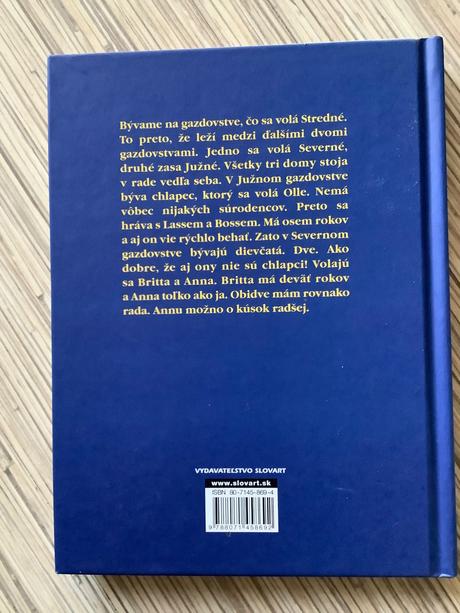 Bývame na gazdovstve, čo sa volá Stredné.
To preto, že leží medzi ďalšími dvomi
gazdovstvami. Jedno sa volá Severné,
druhé zasa Južné. Všetky tri domy stoja
v rade vedľa seba. V Južnom gazdovstve
býva chlapec, ktorý sa volá Olle. Nemá
vôbec nijakých súrodencov. Preto sa
hráva s Lassem a Bossem. Má osem rokov
a aj on vie rýchlo behať. Zato v Severnom
gazdovstve bývajú dievčatá. Dve. Ako
dobre, že aj ony nie sú chlapci! Volajú
sa Britta a Anna. Britta má deväť rokov
a Anna toľko ako ja. Obidve mám rovnako
rada. Annu možno o kúsok radšej.
VYDAVATEĽSTVO SLOVART
www.slovart.sk
ISBN 80-7145-869-4
9 788071 458692